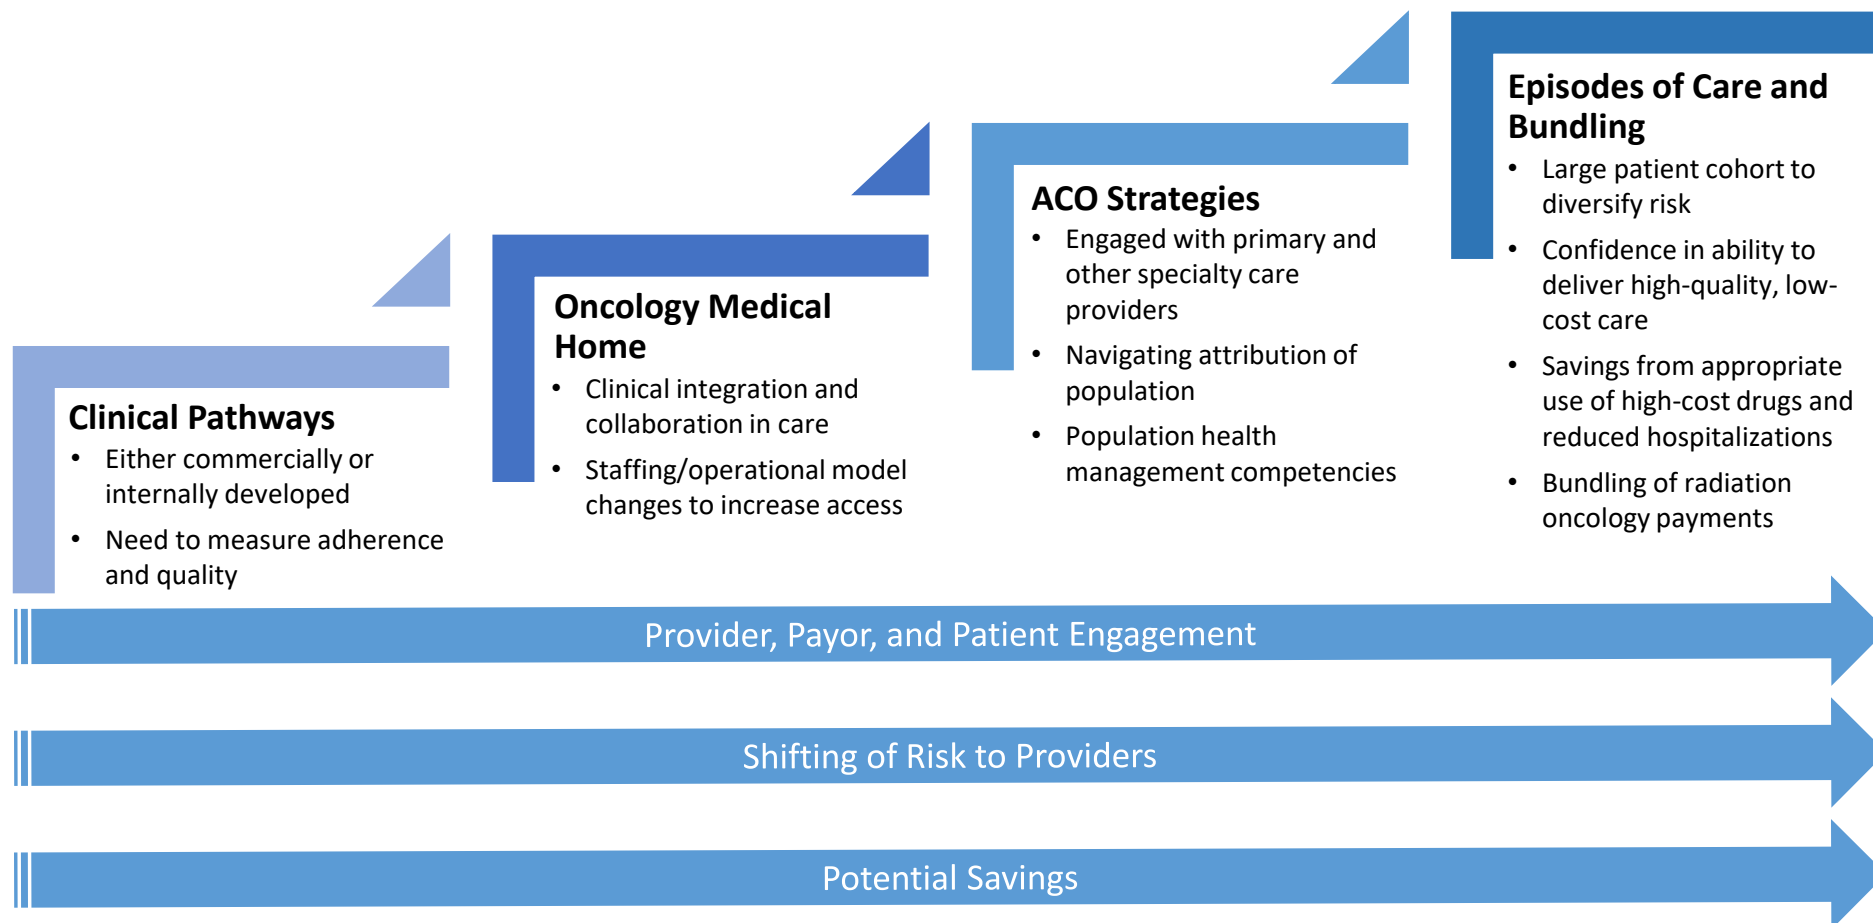 Clinical Pathways
• Either commercially or
internally developed
• Need to measure adherence
and quality
Oncology Medical
Home
• Clinical integration and
collaboration in care
• Staffing/operational model
changes to increase access
ACO Strategies
• Engaged with primary and
other specialty care
providers
• Navigating attribution of
population
• Population health
management competencies
Episodes of Care and
Bundling
• Large patient cohort to
diversify risk
• Confidence in ability to
deliver high-quality, low-
cost care
• Savings from appropriate
use of high-cost drugs and
reduced hospitalizations
• Bundling of radiation
oncology payments
Provider, Payor, and Patient Engagement
Shifting of Risk to Providers
Potential Savings